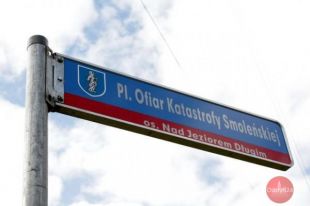 Pl. Ofiar Katastrofy Smoleńskiej
os. Nad Jeziorem Długim